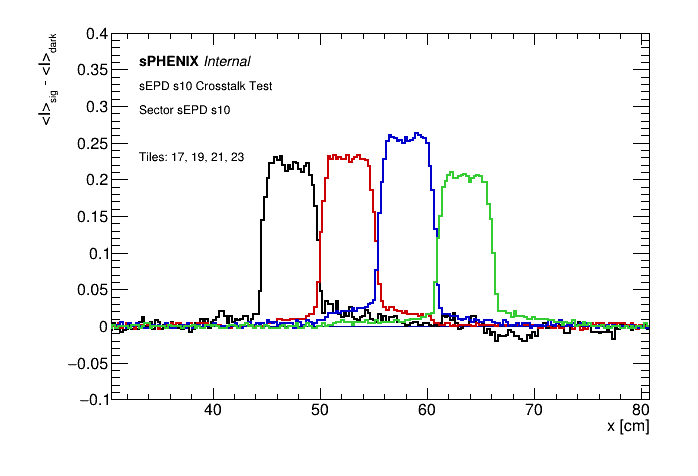 <I>sig - <I>dark
0.4
0.35
0.3
0.25
0.2
0.15
0.1
0.05
0
−0.05
−0.1
sPHENIX Internal
sEPD s10 Crosstalk Test
Sector sEPD s10
Tiles: 17, 19, 21, 23
40 50 60 70 80
x [cm]